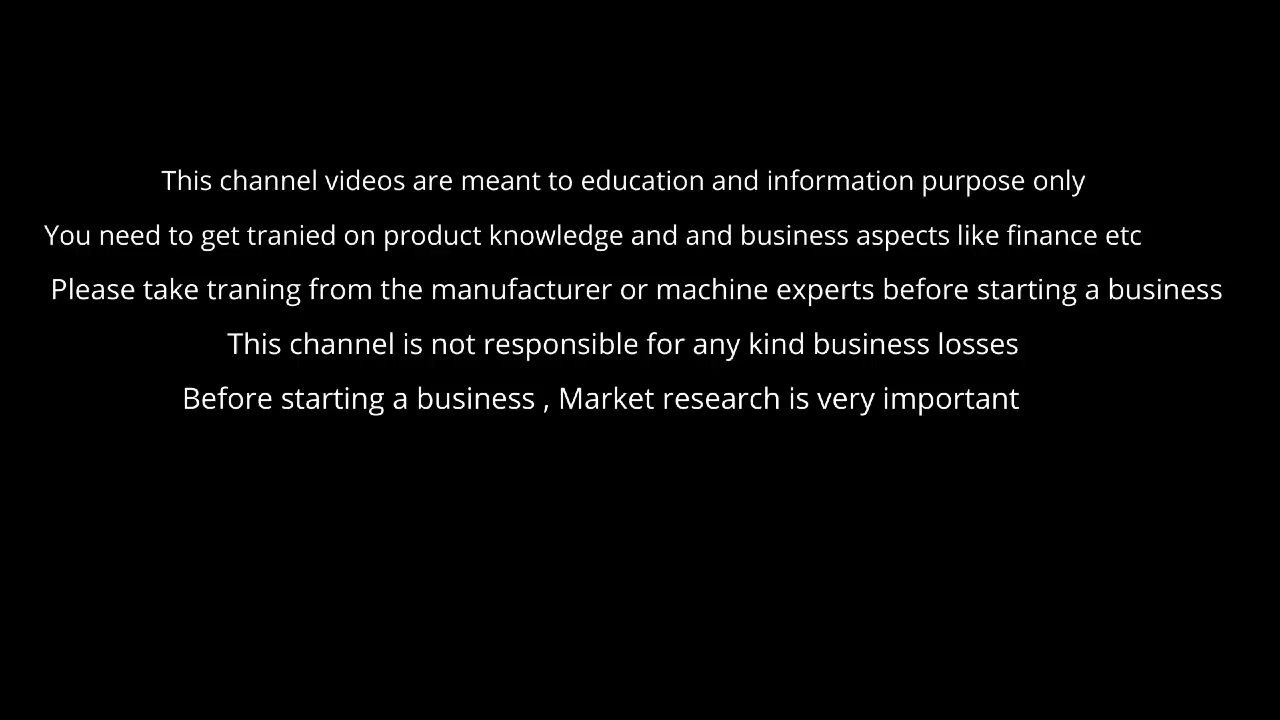 This channel videos are meant to education and information purpose only
You need to get tranied on product knowledge and and business aspects like finance etc
Please take traning from the manufacturer or machine experts before starting a business
This channel is not responsible for any kind business losses
Before starting a business , Market research is very important